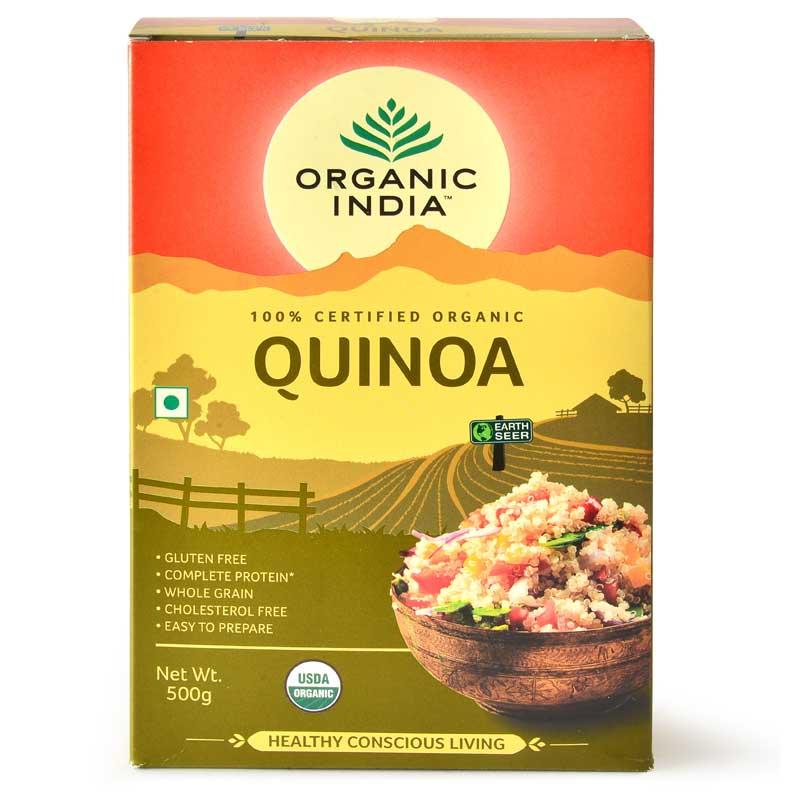 ORGANIC
INDIA™
100% CERTIFIED ORGANIC
QUINOA
EARTH
SEER
• GLUTEN FREE
• COMPLETE PROTEIN*
• WHOLE GRAIN
• CHOLESTEROL FREE
• EASY TO PREPARE
Net Wt.
500g
USDA
ORGANIC
HEALTHY CONSCIOUS LIVING